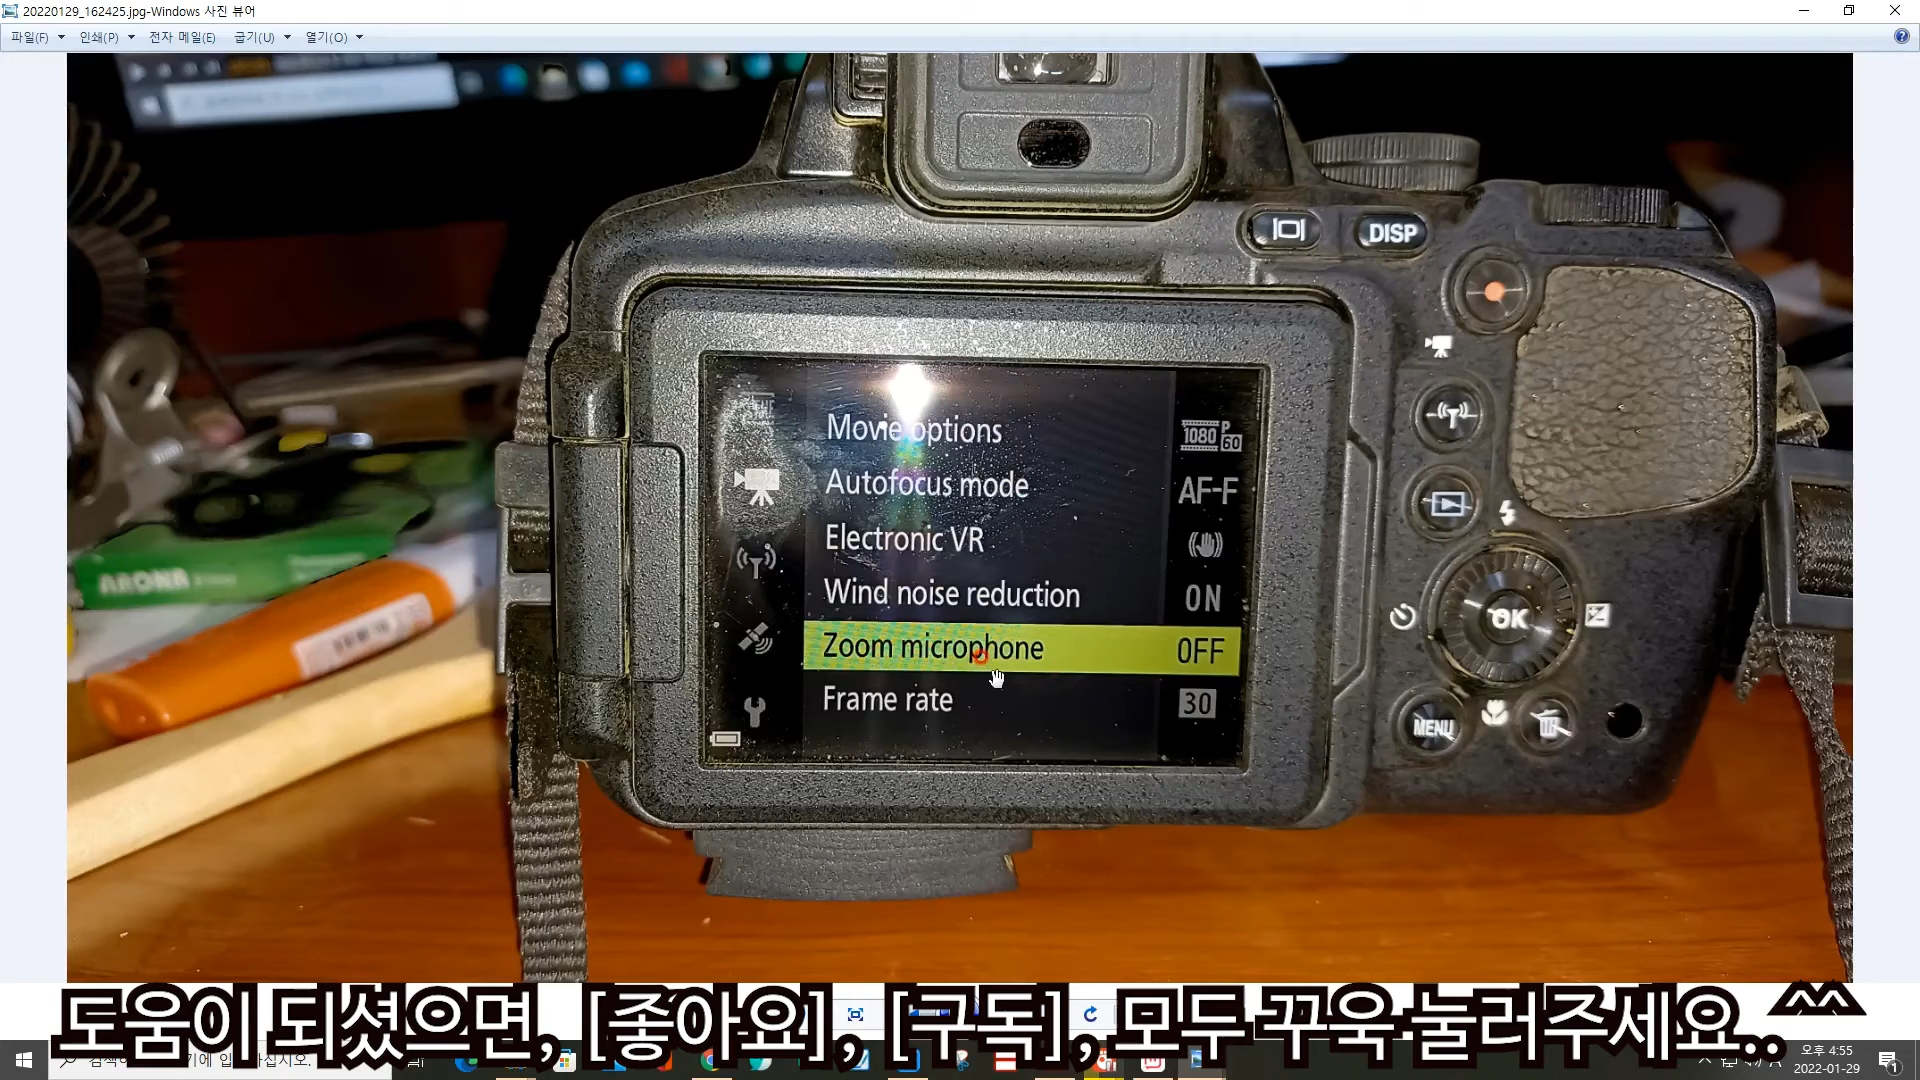 20220129_162425.jpg-Windows 사진 뷰어
파일(F) 인쇄(P) 전자 메일(E) 굽기(U) 열기(O)
DISP
Movie options 1080 P 60
Autofocus mode AF-F
Electronic VR
Wind noise reduction ON
Zoom microphone OFF
Frame rate 30
OK
MENU
도움이 되셨으면, [좋아요], [구독], 모두 꾸욱 눌러주세요.. ^^
오후 4:55
2022-01-29
1